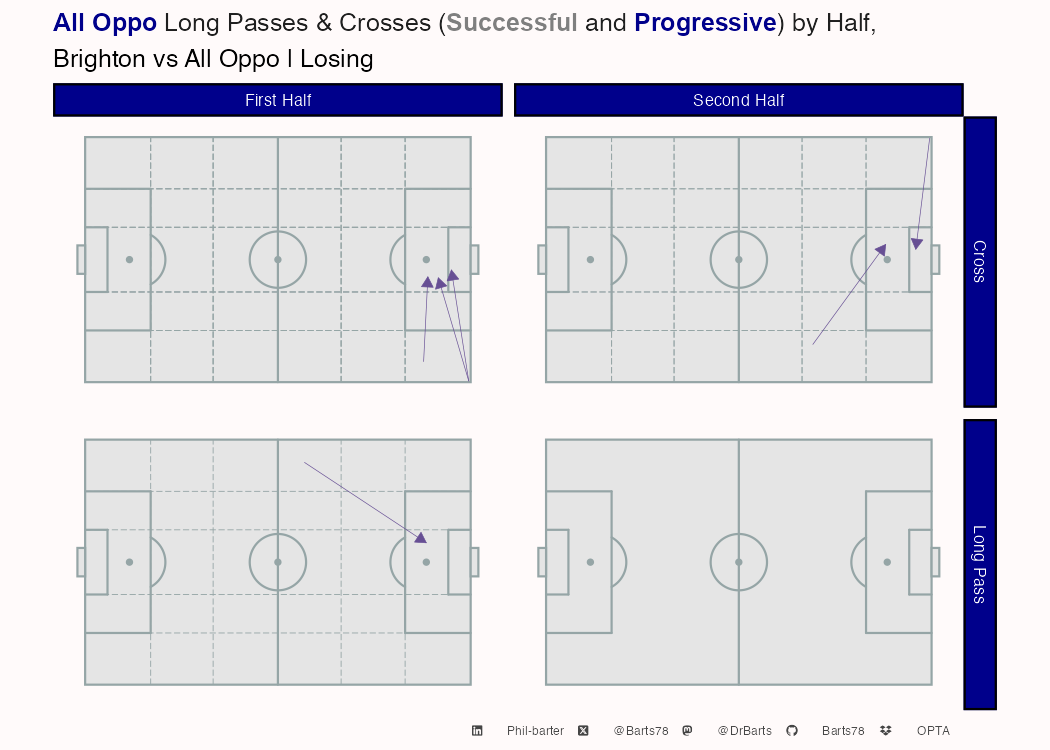 All Oppo Long Passes & Crosses (Successful and Progressive) by Half,
Brighton vs All Oppo | Losing
First Half
Second Half
Cross
Long Pass
Phil-barter @Barts78 @DrBarts Barts78 OPTA